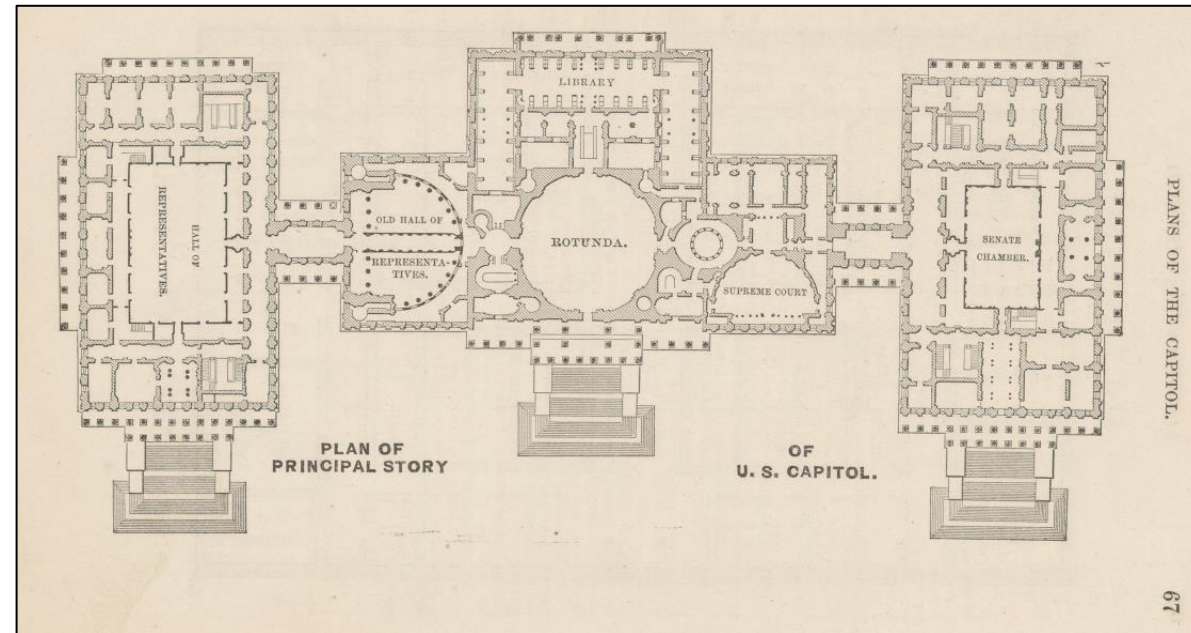 LIBRARY
REPRESENTATIVES.
HALL OF
OLD HALL OF
REPRESENTA-
TIVES.
ROTUNDA.
SUPREME COURT
SENATE
CHAMBER.
PLAN OF
PRINCIPAL STORY
OF
U. S. CAPITOL.
PLANS OF THE CAPITOL.
67